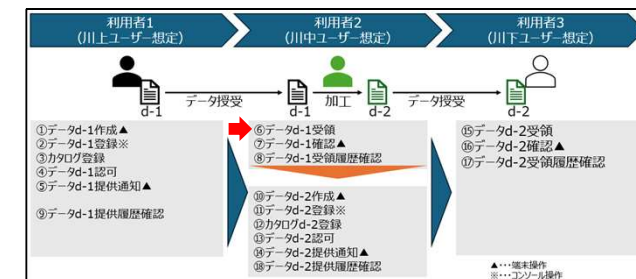 利用者1
(川上ユーザー想定)
利用者2
(川中ユーザー想定)
利用者3
(川下ユーザー想定)
d-1
データ授受
d-1
加工
d-2
データ授受
d-2
①データd-1作成▲
②データd-1登録※
③カタログ登録
④データd-1認可
⑤データd-1提供通知▲
⑨データd-1提供履歴確認
⑥データd-1受領
⑦データd-1確認▲
⑧データd-1受領履歴確認
⑩データd-2作成▲
⑪データd-2登録※
⑫カタログd-2登録
⑬データd-2認可
⑭データd-2提供通知▲
⑱データd-2提供履歴確認
⑮データd-2受領
⑯データd-2確認▲
⑰データd-2受領履歴確認
▲・・・端末操作
※・・・コンソール操作